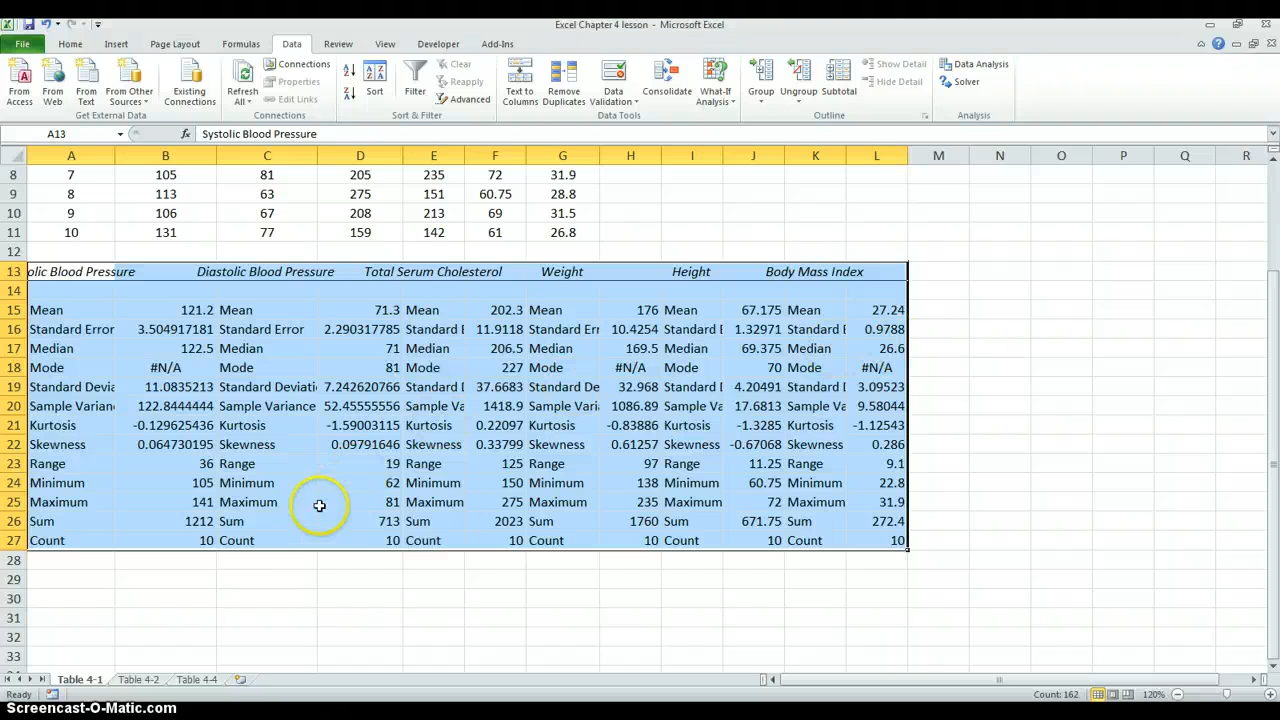 Excel Chapter 4 lesson - Microsoft Excel
File Home Insert Page Layout Formulas Data Review View Developer Add-Ins
From Access From Web From Text From Other Sources Existing Connections Refresh All Connections Properties Edit Links Sort Filter Clear Reapply Advanced Text to Columns Remove Duplicates Data Validation Consolidate What-If Analysis Group Ungroup Subtotal Show Detail Hide Detail Data Analysis Solver
Get External Data Connections Sort & Filter Data Tools Outline Analysis
A13 fx Systolic Blood Pressure
A B C D E F G H I J K L M N O P Q R
8 7 105 81 205 235 72 31.9
9 8 113 63 275 151 60.75 28.8
10 9 106 67 208 213 69 31.5
11 10 131 77 159 142 61 26.8
12
13 olic Blood Pressure Diastolic Blood Pressure Total Serum Cholesterol Weight Height Body Mass Index
14
15 Mean 121.2 Mean 71.3 Mean 202.3 Mean 176 Mean 67.175 Mean 27.24
16 Standard Error 3.504917181 Standard Error 2.290317785 Standard E 11.9118 Standard Err 10.4254 Standard E 1.32971 Standard E 0.9788
17 Median 122.5 Median 71 Median 206.5 Median 169.5 Median 69.375 Median 26.6
18 Mode #N/A Mode 81 Mode 227 Mode #N/A Mode 70 Mode #N/A
19 Standard Devia 11.0835213 Standard Deviatio 7.242620766 Standard D 37.6683 Standard De 32.968 Standard D 4.20491 Standard D 3.09523
20 Sample Varian 122.8444444 Sample Variance 52.45555556 Sample Va 1418.9 Sample Vari 1086.89 Sample Va 17.6813 Sample Va 9.58044
21 Kurtosis -0.129625436 Kurtosis -1.59003115 Kurtosis 0.22097 Kurtosis -0.83886 Kurtosis -1.3285 Kurtosis -1.12543
22 Skewness 0.064730195 Skewness 0.09791646 Skewness 0.33799 Skewness 0.61257 Skewness -0.67068 Skewness 0.286
23 Range 36 Range 19 Range 125 Range 97 Range 11.25 Range 9.1
24 Minimum 105 Minimum 62 Minimum 150 Minimum 138 Minimum 60.75 Minimum 22.8
25 Maximum 141 Maximum 81 Maximum 275 Maximum 235 Maximum 72 Maximum 31.9
26 Sum 1212 Sum 713 Sum 2023 Sum 1760 Sum 671.75 Sum 272.4
27 Count 10 Count 10 Count 10 Count 10 Count 10 Count 10
28
29
30
31
32
33
Table 4-1 Table 4-2 Table 4-4
Ready Count: 162 120%
Screencast-O-Matic.com